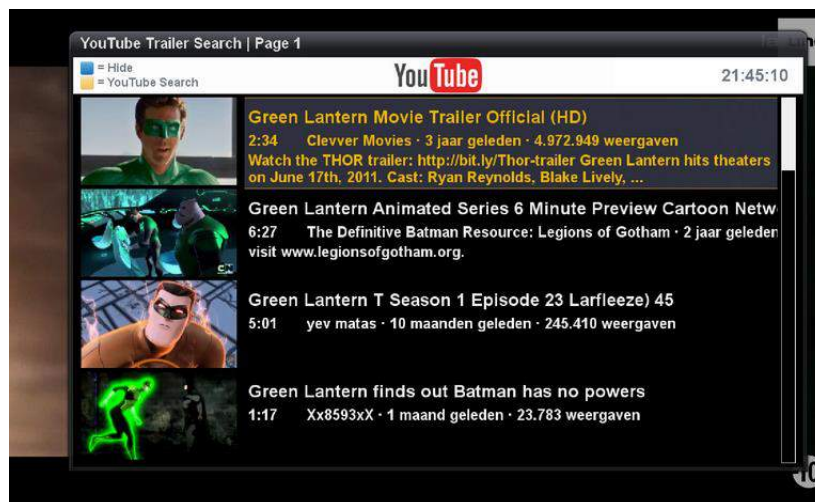 YouTube Trailer Search | Page 1
= Hide
= YouTube Search
YouTube
21:45:10
Green Lantern Movie Trailer Official (HD)
2:34 Clevver Movies · 3 jaar geleden · 4.972.949 weergaven
Watch the THOR trailer: http://bit.ly/Thor-trailer Green Lantern hits theaters
on June 17th, 2011. Cast: Ryan Reynolds, Blake Lively, ...
Green Lantern Animated Series 6 Minute Preview Cartoon Netw
6:27 The Definitive Batman Resource: Legions of Gotham · 2 jaar geleden
visit www.legionsofgotham.org.
CN
Green Lantern T Season 1 Episode 23 Larfleeze) 45
5:01 yev matas · 10 maanden geleden · 245.410 weergaven
Green Lantern finds out Batman has no powers
1:17 Xx8593xX · 1 maand geleden · 23.783 weergaven